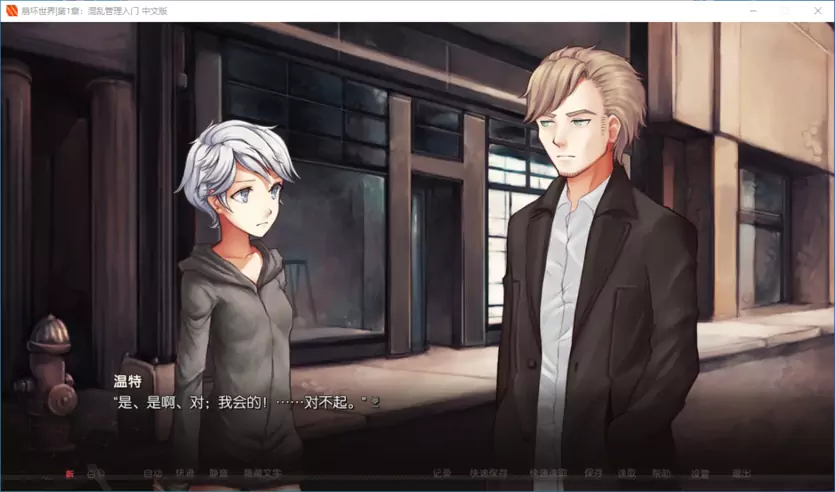 崩坏世界|第1章：混乱管理入门 中文版
温特
“是、是啊、对；我会的！……对不起。”
自动 快进 静音 隐藏文字 记录 快速保存 快速读取 保存 读取 帮助 设置 退出